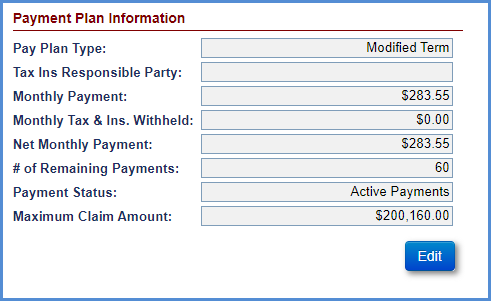 Payment Plan Information
Pay Plan Type: Modified Term
Tax Ins Responsible Party:
Monthly Payment: $283.55
Monthly Tax & Ins. Withheld: $0.00
Net Monthly Payment: $283.55
# of Remaining Payments: 60
Payment Status: Active Payments
Maximum Claim Amount: $200,160.00
Edit